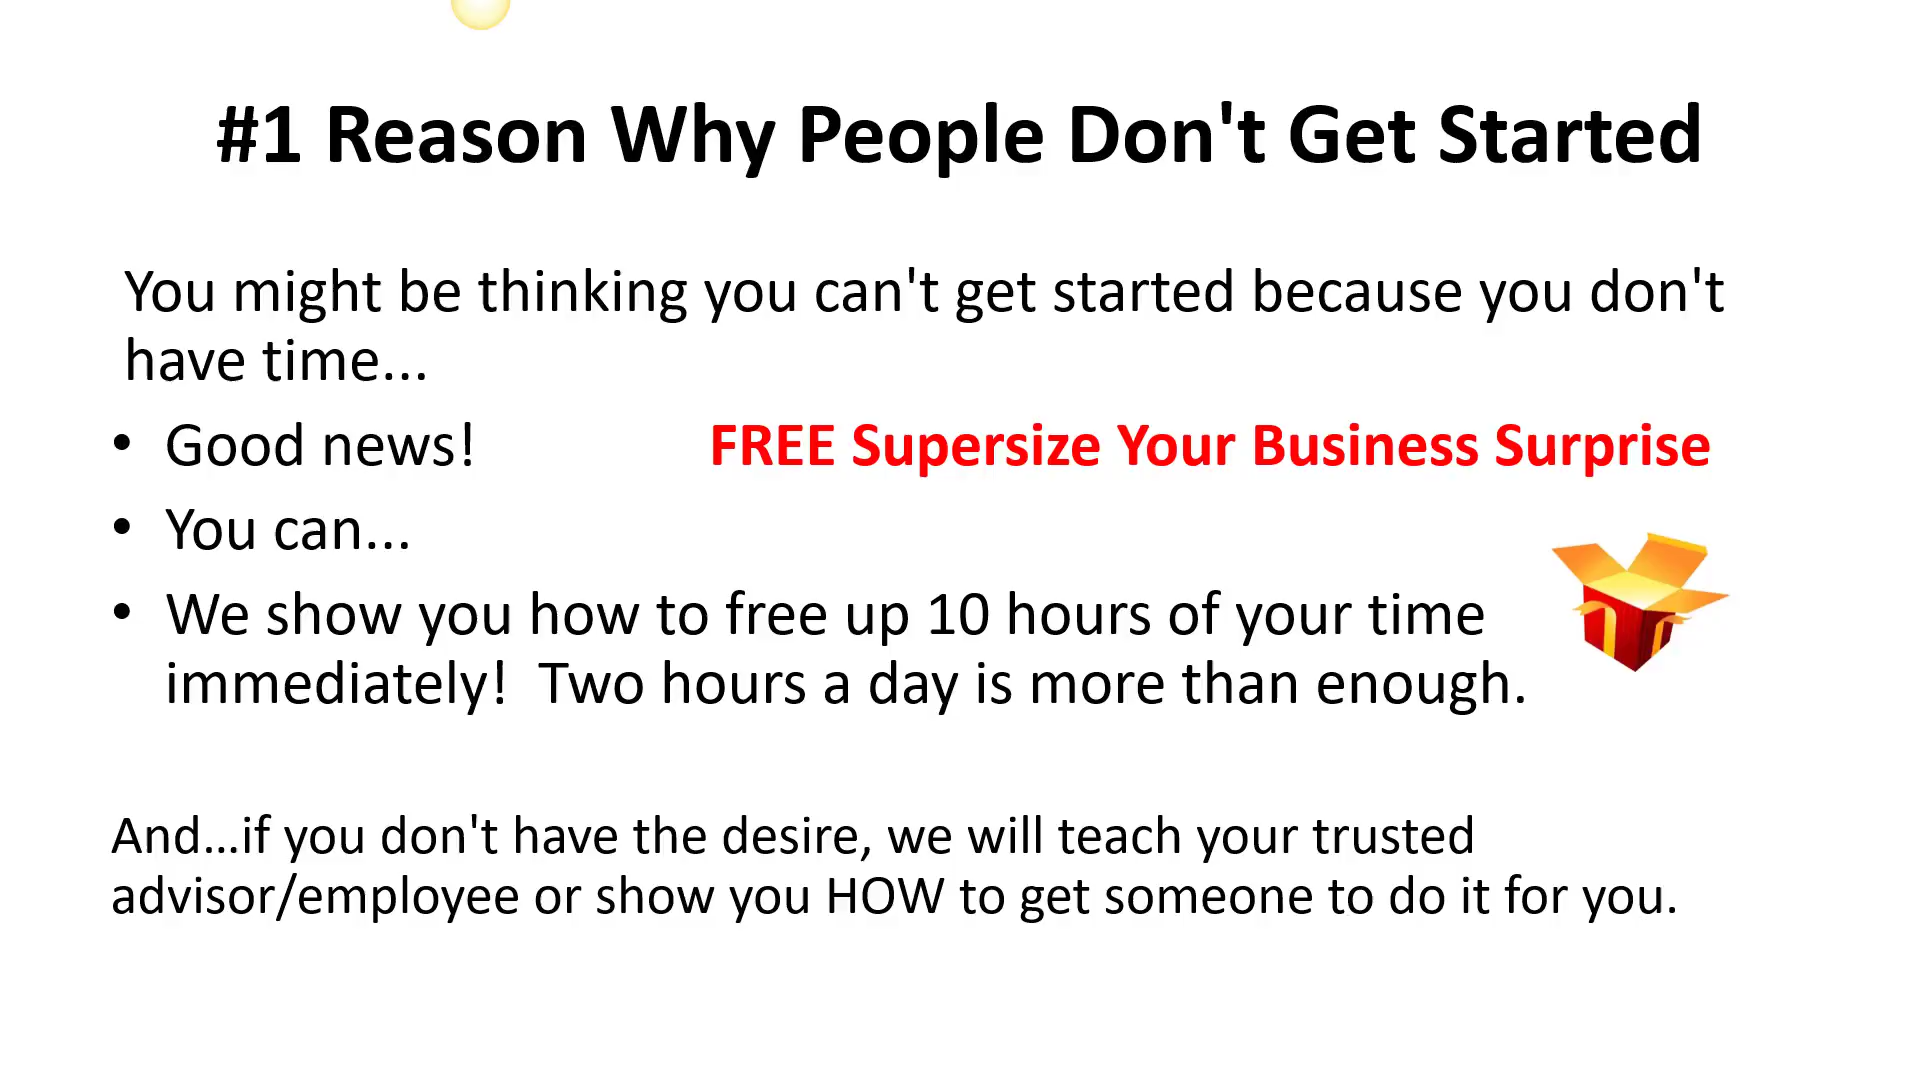 #1 Reason Why People Don't Get Started
You might be thinking you can't get started because you don't
have time...
• Good news!
FREE Supersize Your Business Surprise
• You can...
• We show you how to free up 10 hours of your time
immediately!  Two hours a day is more than enough.
And...if you don't have the desire, we will teach your trusted
advisor/employee or show you HOW to get someone to do it for you.